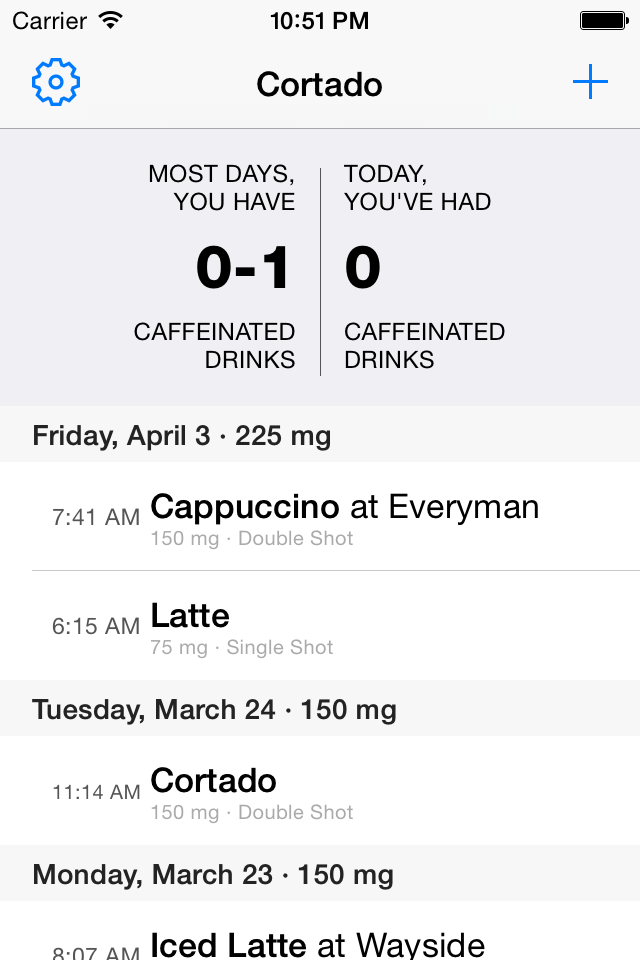 Carrier 10:51 PM
Cortado
MOST DAYS,
YOU HAVE
0-1
CAFFEINATED
DRINKS
TODAY,
YOU'VE HAD
0
CAFFEINATED
DRINKS
Friday, April 3 · 225 mg
7:41 AM Cappuccino at Everyman
150 mg · Double Shot
6:15 AM Latte
75 mg · Single Shot
Tuesday, March 24 · 150 mg
11:14 AM Cortado
150 mg · Double Shot
Monday, March 23 · 150 mg
8:07 AM Iced Latte at Wayside